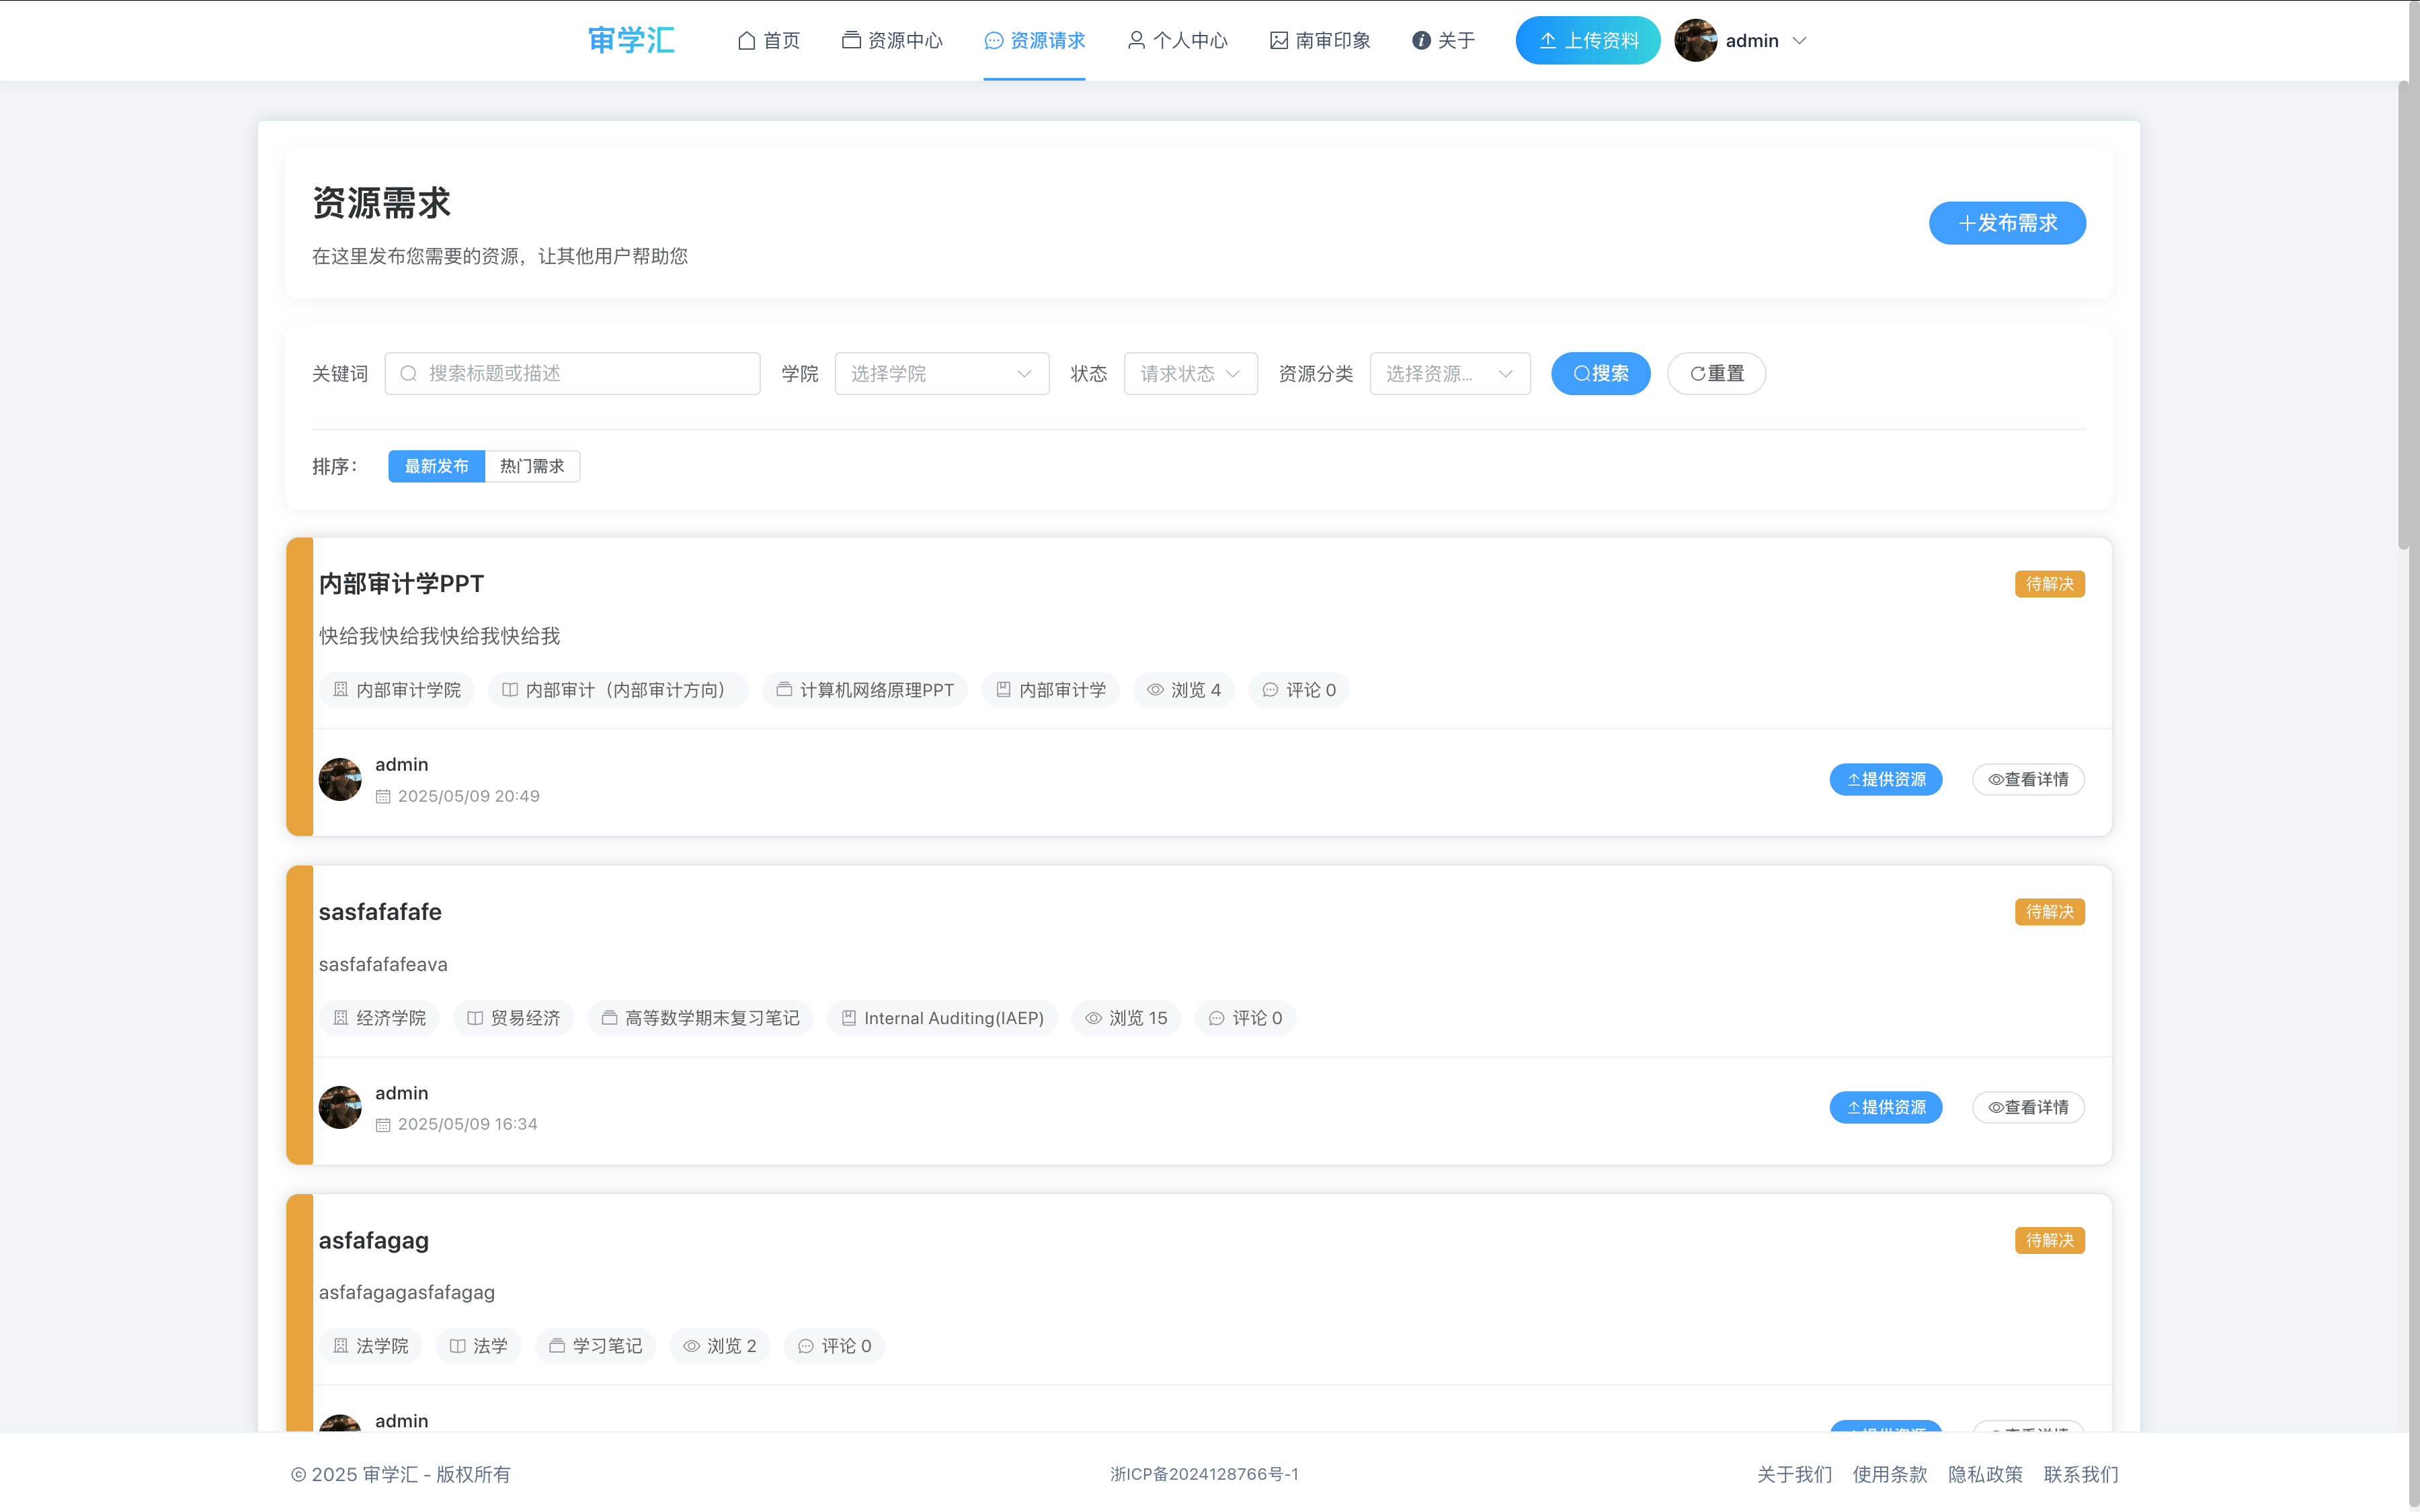 审学汇 首页 资源中心 资源请求 个人中心 南审印象 关于 上传资料 admin
资源需求
在这里发布您需要的资源，让其他用户帮助您
发布需求
关键词 搜索标题或描述 学院 选择学院 状态 请求状态 资源分类 选择资源... 搜索 重置
排序： 最新发布 热门需求
内部审计学PPT 待解决
快给我快给我快给我快给我
内部审计学院 内部审计（内部审计方向） 计算机网络原理PPT 内部审计学 浏览 4 评论 0
admin
2025/05/09 20:49
提供资源 查看详情
sasfafafafe 待解决
sasfafafafeava
经济学院 贸易经济 高等数学期末复习笔记 Internal Auditing(IAEP) 浏览 15 评论 0
admin
2025/05/09 16:34
提供资源 查看详情
asfafagag 待解决
asfafagagasfafagag
法学院 法学 学习笔记 浏览 2 评论 0
admin
提供资源 查看详情
© 2025 审学汇 - 版权所有 浙ICP备2024128766号-1 关于我们 使用条款 隐私政策 联系我们